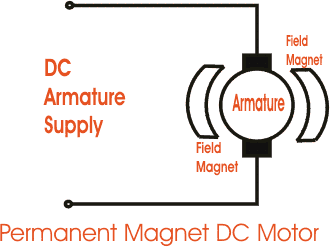 Field
Magnet
DC
Armature
Supply
Armature
Field
Magnet
Permanent Magnet DC Motor